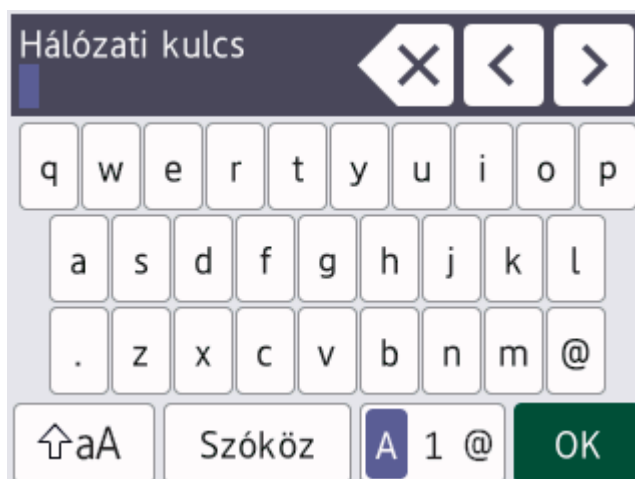 Hálózati kulcs
q w e r t y u i o p
a s d f g h j k l
. z x c v b n m @
aA Szóköz A 1 @ OK